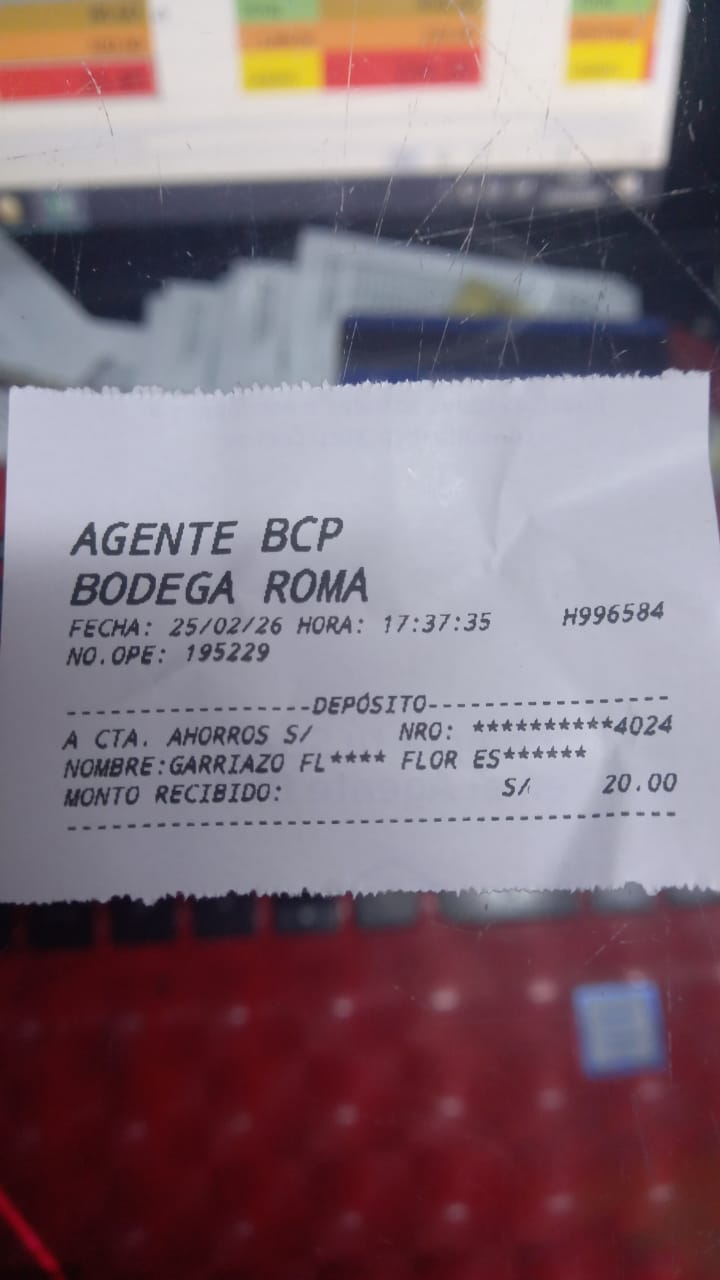 AGENTE BCP
BODEGA ROMA
FECHA: 25/02/26 HORA: 17:37:35 H996584
NO.OPE: 195229
------------------DEPÓSITO------------------
A CTA. AHORROS S/ NRO: **********4024
NOMBRE:GARRIAZO FL**** FLOR ES******
MONTO RECIBIDO: S/ 20.00